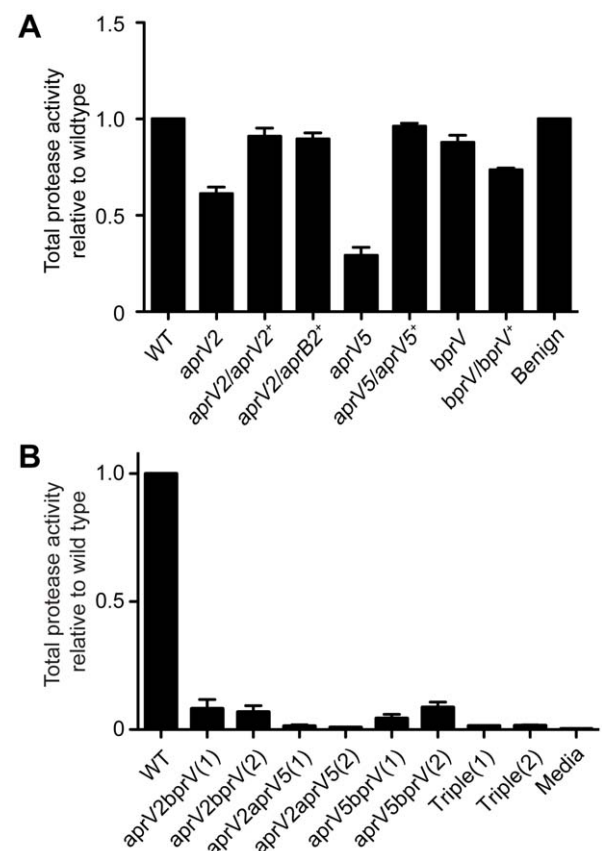 A
Total protease activity
relative to wildtype
1.5
1.0
0.5
0
WT
aprV2
aprV2/aprV2⁺
aprV2/aprB2⁺
aprV5
aprV5/aprV5⁺
bprV
bprV/bprV⁺
Benign
B
Total protease activity
relative to wild type
1.0
0.5
0
WT
aprV2bprV(1)
aprV2bprV(2)
aprV2aprV5(1)
aprV2aprV5(2)
aprV5bprV(1)
aprV5bprV(2)
Triple(1)
Triple(2)
Media